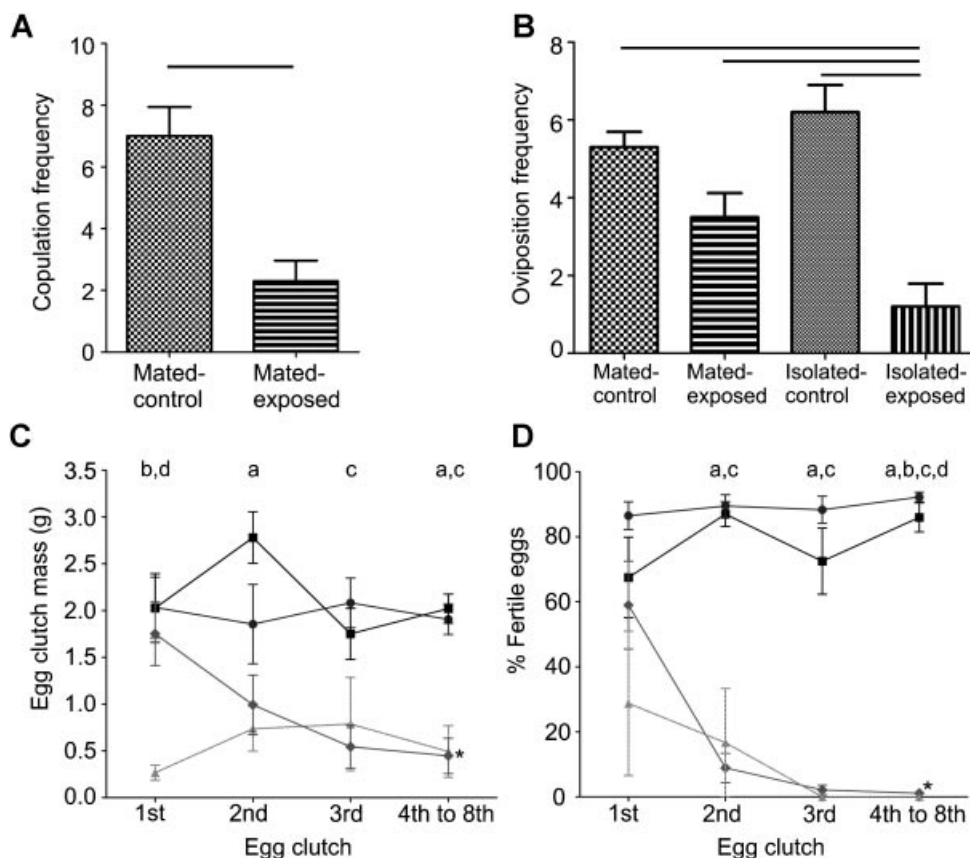 A
10
8
6
4
2
0
Copulation frequency
Mated-
control
Mated-
exposed
B
8
6
4
2
0
Oviposition frequency
Mated-
control
Mated-
exposed
Isolated-
control
Isolated-
exposed
C
b,d a c a,c
3.5
3.0
2.5
2.0
1.5
1.0
0.5
0.0
Egg clutch mass (g)
*
1st 2nd 3rd 4th to 8th
Egg clutch
D
a,c a,c a,b,c,d
100
80
60
40
20
0
% Fertile eggs
*
1st 2nd 3rd 4th to 8th
Egg clutch